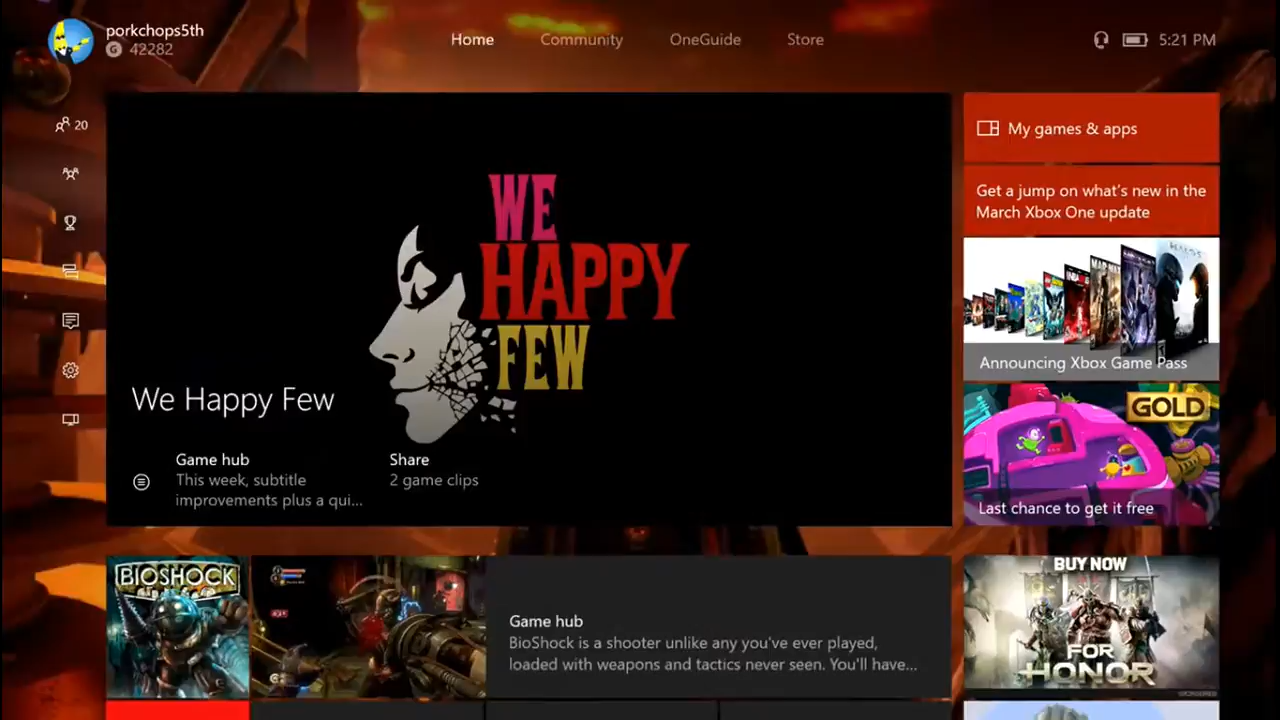 porkchops5th
G 42282
Home
Community
OneGuide
Store
5:21 PM
20
WE
HAPPY
FEW
We Happy Few
Game hub
This week, subtitle
improvements plus a qui...
Share
2 game clips
My games & apps
Get a jump on what's new in the
March Xbox One update
Announcing Xbox Game Pass
GOLD
Last chance to get it free
BIOSHOCK
Game hub
BioShock is a shooter unlike any you've ever played,
loaded with weapons and tactics never seen. You'll have...
BUY NOW
FOR
HONOR